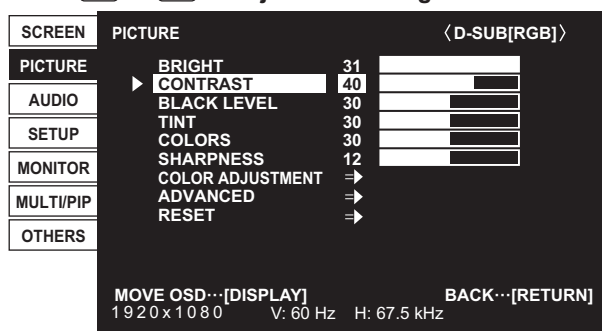 SCREEN
PICTURE
AUDIO
SETUP
MONITOR
MULTI/PIP
OTHERS
PICTURE 〈D-SUB[RGB]〉
BRIGHT 31
CONTRAST 40
BLACK LEVEL 30
TINT 30
COLORS 30
SHARPNESS 12
COLOR ADJUSTMENT
ADVANCED
RESET
MOVE OSD···[DISPLAY] BACK···[RETURN]
1920x1080 V: 60 Hz H: 67.5 kHz